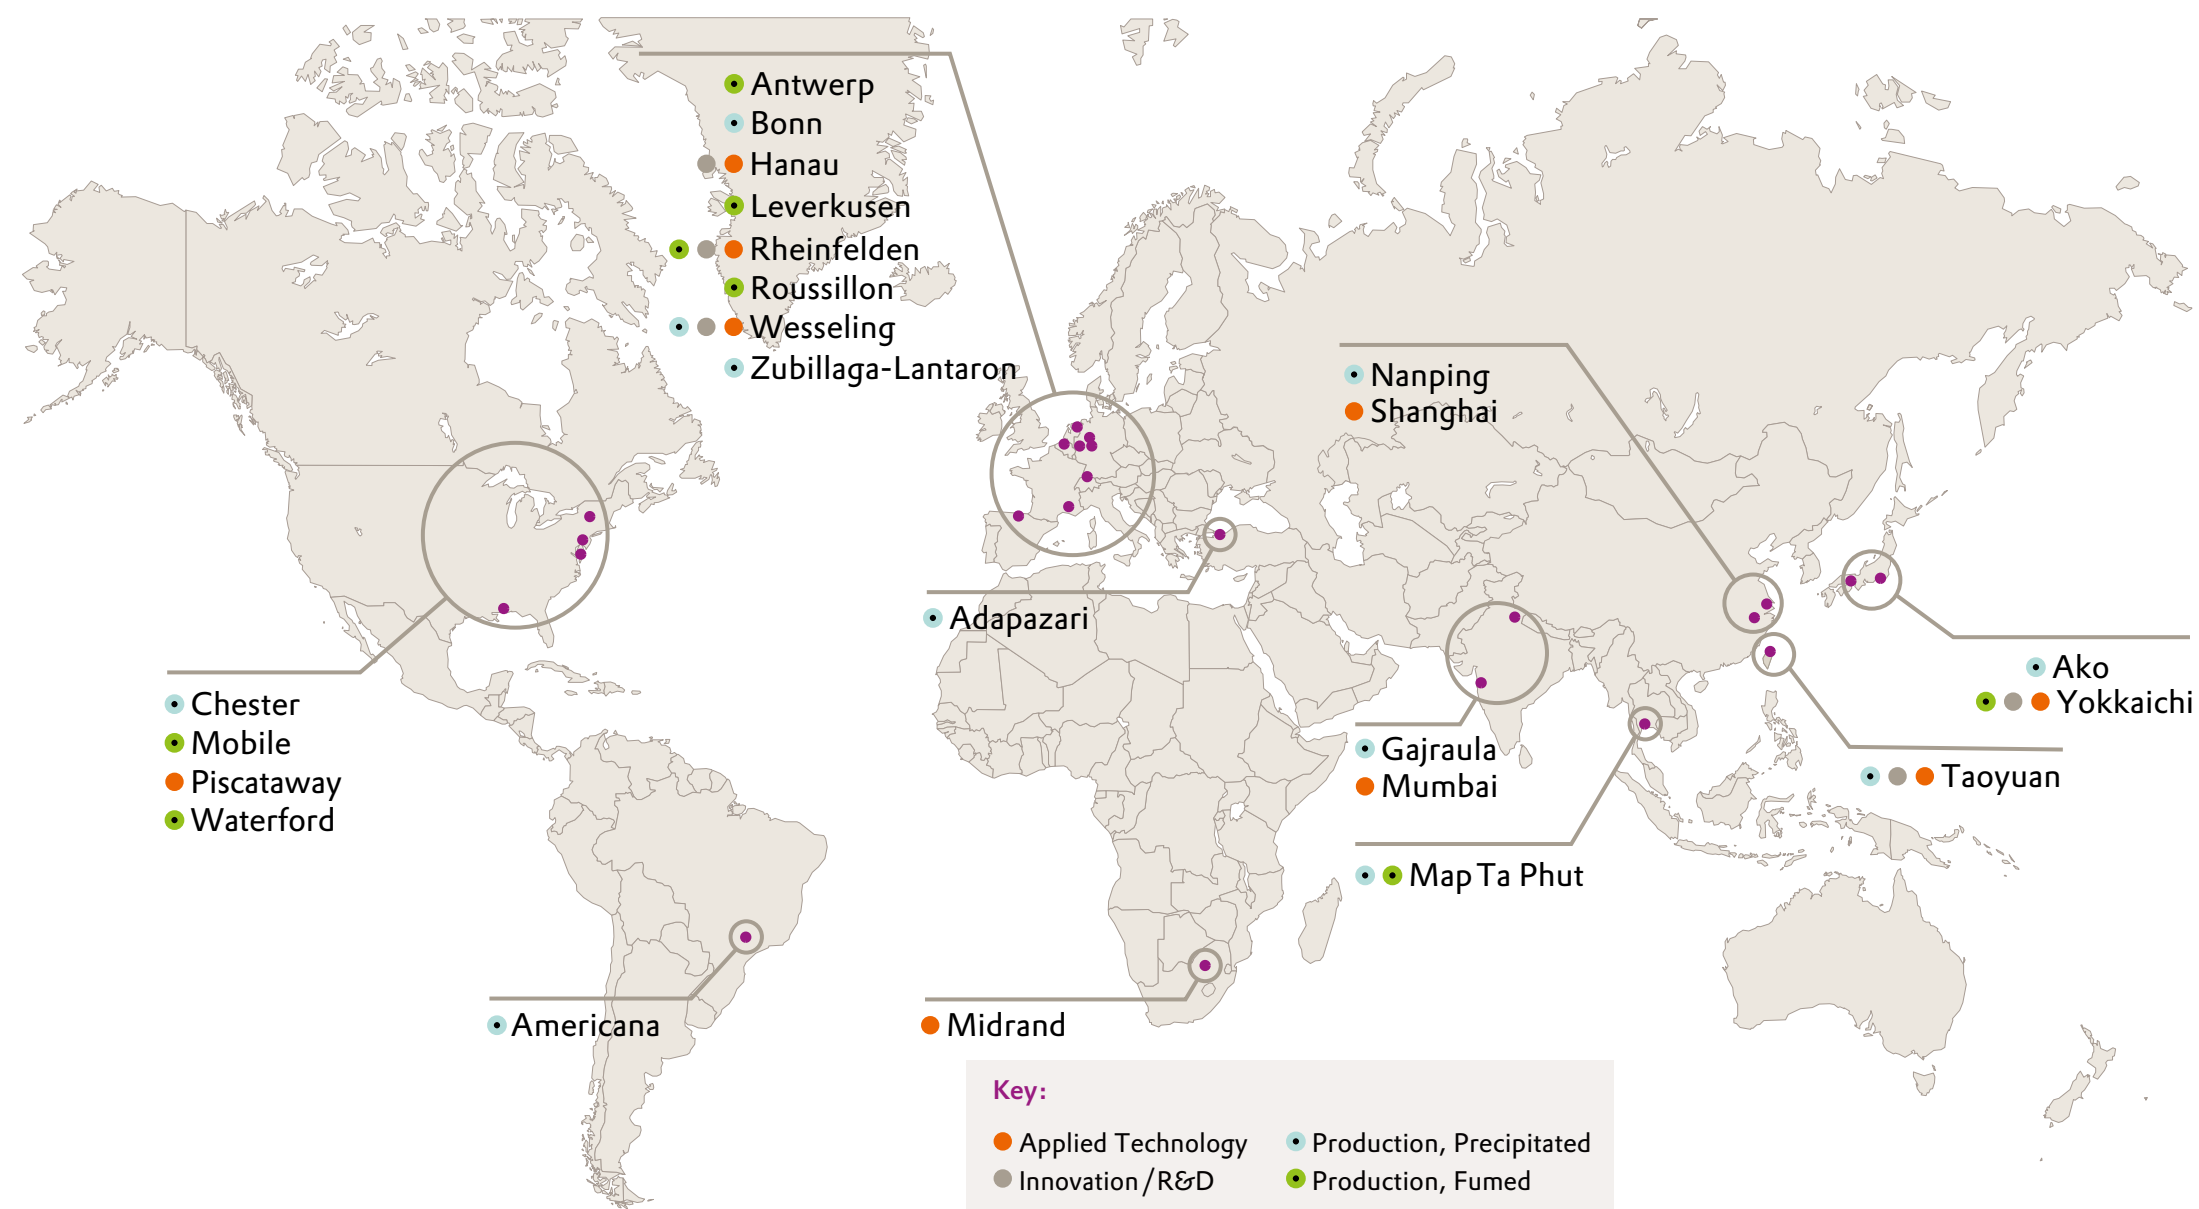 Antwerp
Bonn
Hanau
Leverkusen
Rheinfelden
Roussillon
Wesseling
Zubillaga-Lantaron
Nanping
Shanghai
Adapazari
Ako
Yokkaichi
Chester
Mobile
Piscataway
Waterford
Gajraula
Mumbai
Taoyuan
Map Ta Phut
Americana
Midrand
Key:
Applied Technology
Production, Precipitated
Innovation/R&D
Production, Fumed